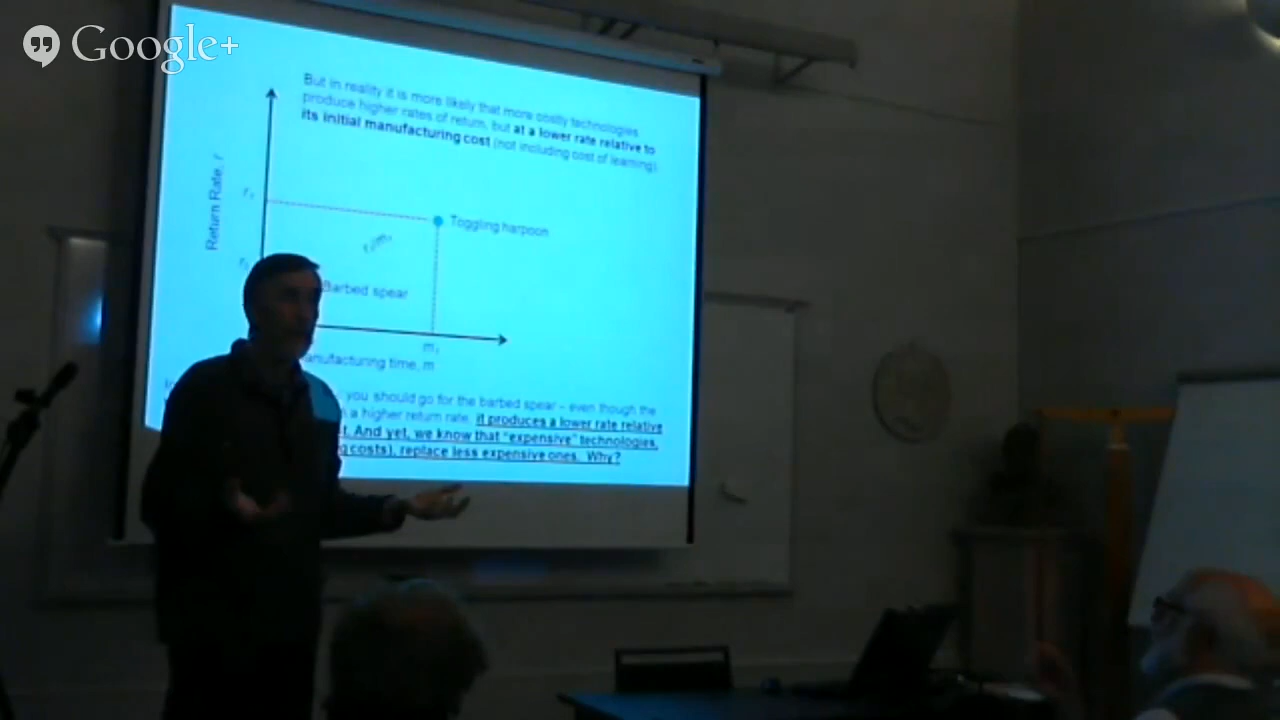 Google+
But in reality it is more likely that more costly technologies
produce higher rates of return, but at a lower rate relative to
its initial manufacturing cost (not including cost of learning)
Return Rate, r
Toggling harpoon
Barbed spear
anufacturing time, m
you should go for the barbed spear – even though the
a higher return rate, it produces a lower rate relative
t. And yet, we know that "expensive" technologies,
g costs), replace less expensive ones. Why?